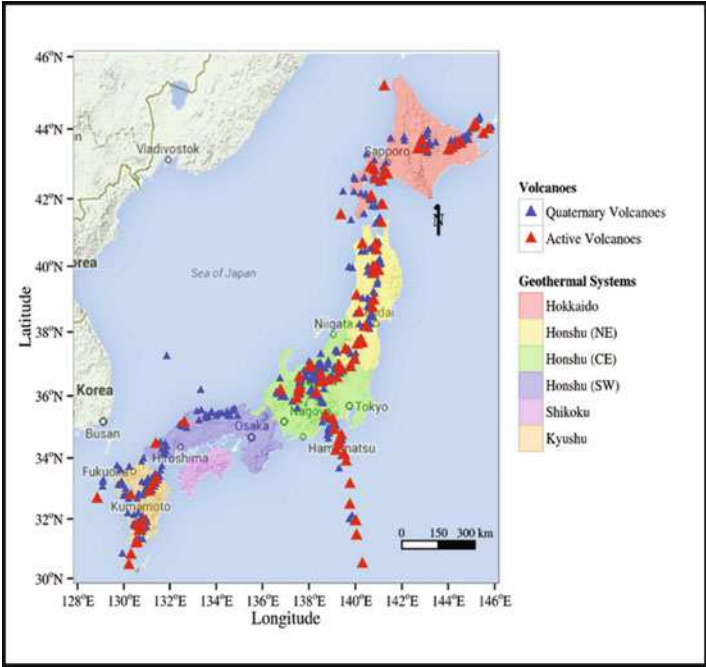 46°N
44°N
42°N
40°N
38°N
36°N
34°N
32°N
30°N
Latitude
Vladivostok
Sapporo
N
Sea of Japan
Niigata
dai
Korea
Busan
Nagoya
Tokyo
Osaka
Hiroshima
Fukuoka
Kumamoto
0 150 300 km
128°E 130°E 132°E 134°E 136°E 138°E 140°E 142°E 144°E 146°E
Longitude
Volcanoes
Quaternary Volcanoes
Active Volcanoes
Geothermal Systems
Hokkaido
Honshu (NE)
Honshu (CE)
Honshu (SW)
Shikoku
Kyushu